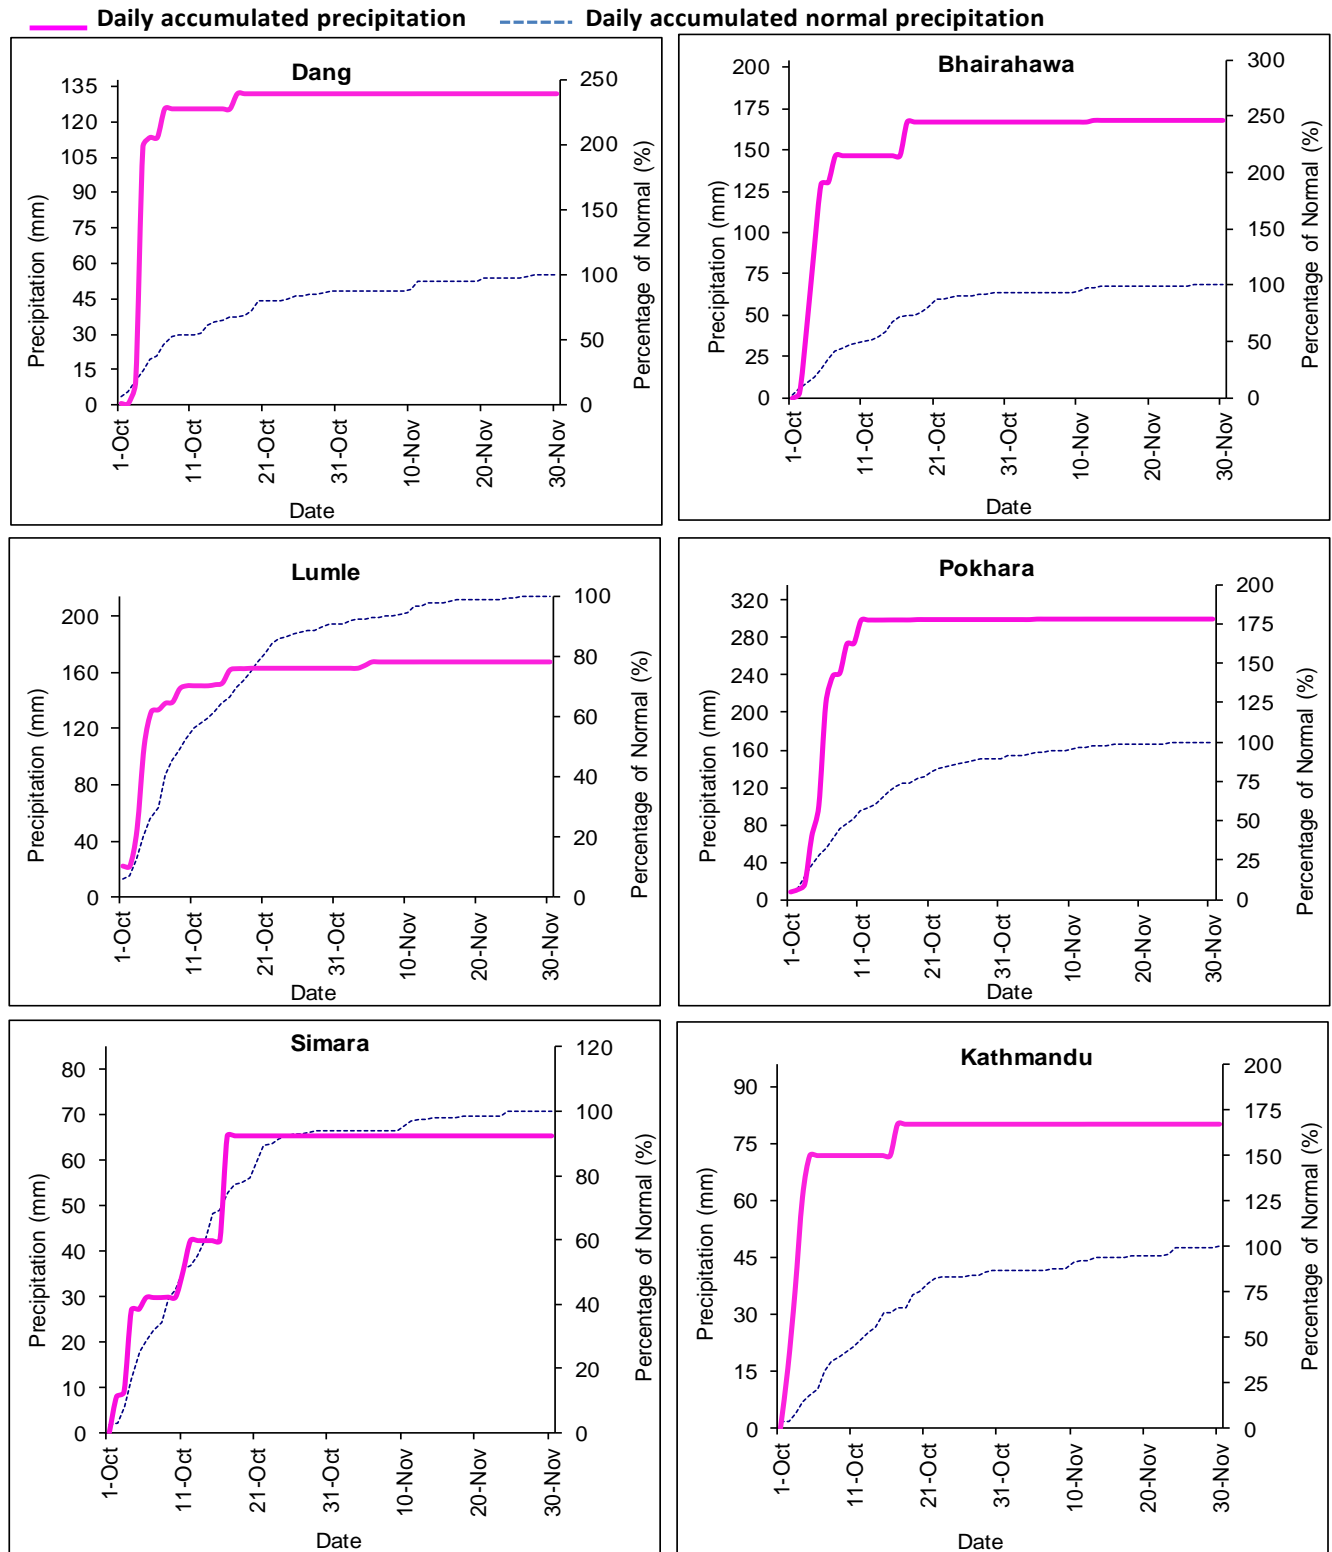 Daily accumulated precipitation Daily accumulated normal precipitation
Dang
Precipitation (mm)
135
120
105
90
75
60
45
30
15
0
250
200
150
100
50
0
Percentage of Normal (%)
1-Oct
11-Oct
21-Oct
31-Oct
10-Nov
20-Nov
30-Nov
Date
Bhairahawa
Precipitation (mm)
200
175
150
125
100
75
50
25
0
300
250
200
150
100
50
0
Percentage of Normal (%)
1-Oct
11-Oct
21-Oct
31-Oct
10-Nov
20-Nov
30-Nov
Date
Lumle
Precipitation (mm)
200
160
120
80
40
0
100
80
60
40
20
0
Percentage of Normal (%)
1-Oct
11-Oct
21-Oct
31-Oct
10-Nov
20-Nov
30-Nov
Date
Pokhara
Precipitation (mm)
320
280
240
200
160
120
80
40
0
200
175
150
125
100
75
50
25
0
Percentage of Normal (%)
1-Oct
11-Oct
21-Oct
31-Oct
10-Nov
20-Nov
30-Nov
Date
Simara
Precipitation (mm)
80
70
60
50
40
30
20
10
0
120
100
80
60
40
20
0
Percentage of Normal (%)
1-Oct
11-Oct
21-Oct
31-Oct
10-Nov
20-Nov
30-Nov
Date
Kathmandu
Precipitation (mm)
90
75
60
45
30
15
0
200
175
150
125
100
75
50
25
0
Percentage of Normal (%)
1-Oct
11-Oct
21-Oct
31-Oct
10-Nov
20-Nov
30-Nov
Date